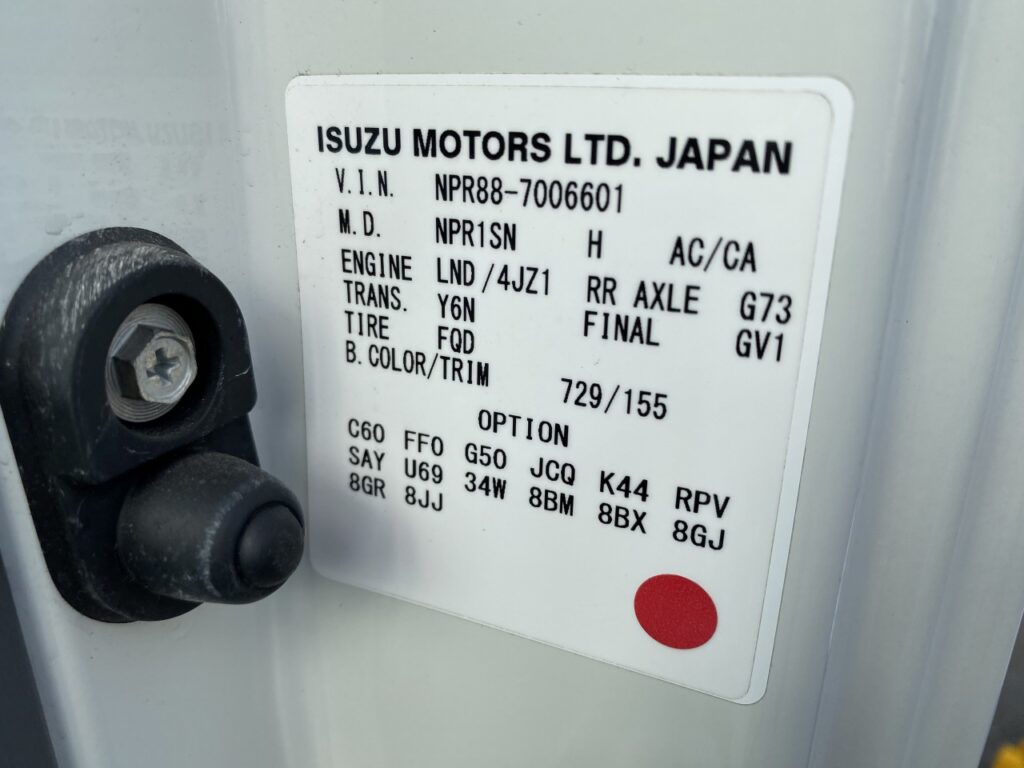 ISUZU MOTORS LTD. JAPAN
V.I.N. NPR88-7006601
M.D. NPR1SN H AC/CA
ENGINE LND/4JZ1 RR AXLE G73
TRANS. Y6N FINAL GV1
TIRE FQD
B.COLOR/TRIM 729/155
OPTION
C60 FF0 G50 JCQ K44 RPV
SAY U69 34W 8BM 8BX 8GJ
8GR 8JJ